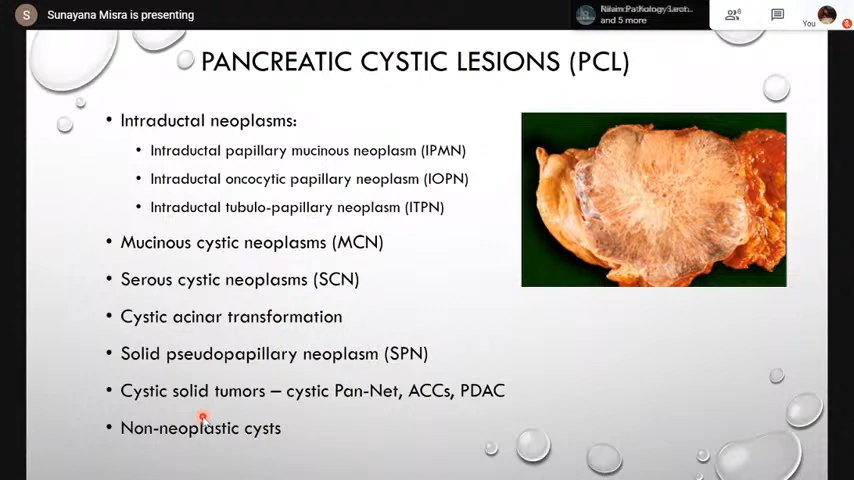 Sunayana Misra is presenting
S
and 5 more
8
You
PANCREATIC CYSTIC LESIONS (PCL)
• Intraductal neoplasms:
• Intraductal papillary mucinous neoplasm (IPMN)
• Intraductal oncocytic papillary neoplasm (IOPN)
• Intraductal tubulo-papillary neoplasm (ITPN)
• Mucinous cystic neoplasms (MCN)
• Serous cystic neoplasms (SCN)
• Cystic acinar transformation
• Solid pseudopapillary neoplasm (SPN)
• Cystic solid tumors – cystic Pan-Net, ACCs, PDAC
• Non-neoplastic cysts